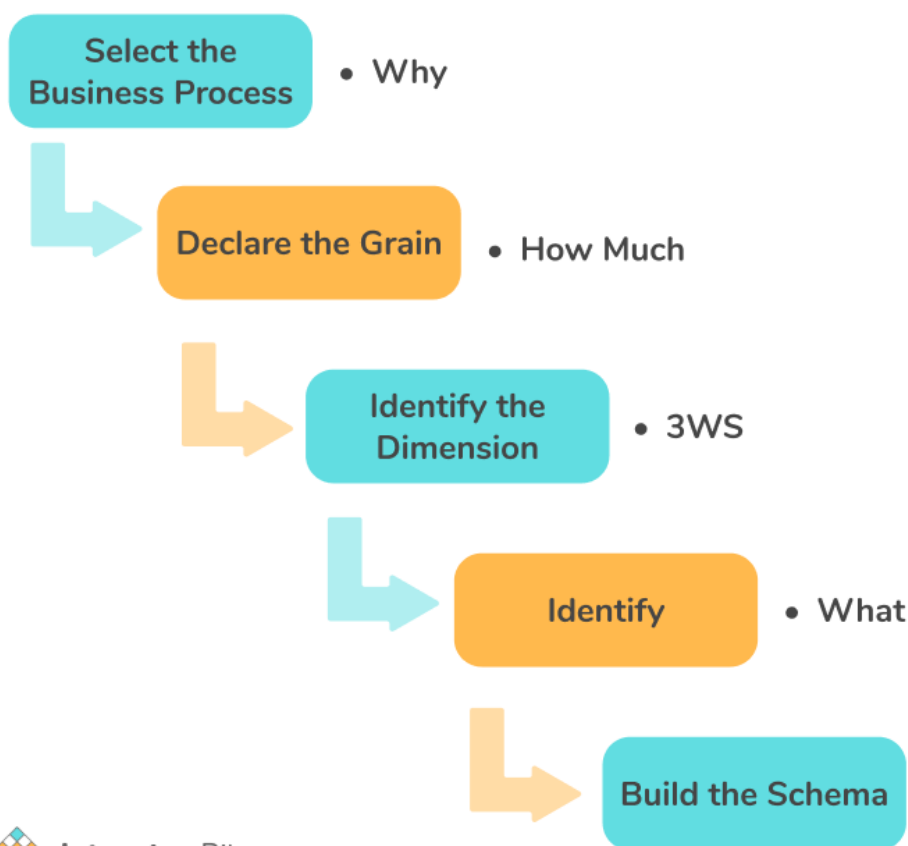 Select the
Business Process
• Why
Declare the Grain
• How Much
Identify the
Dimension
• 3WS
Identify
• What
Build the Schema